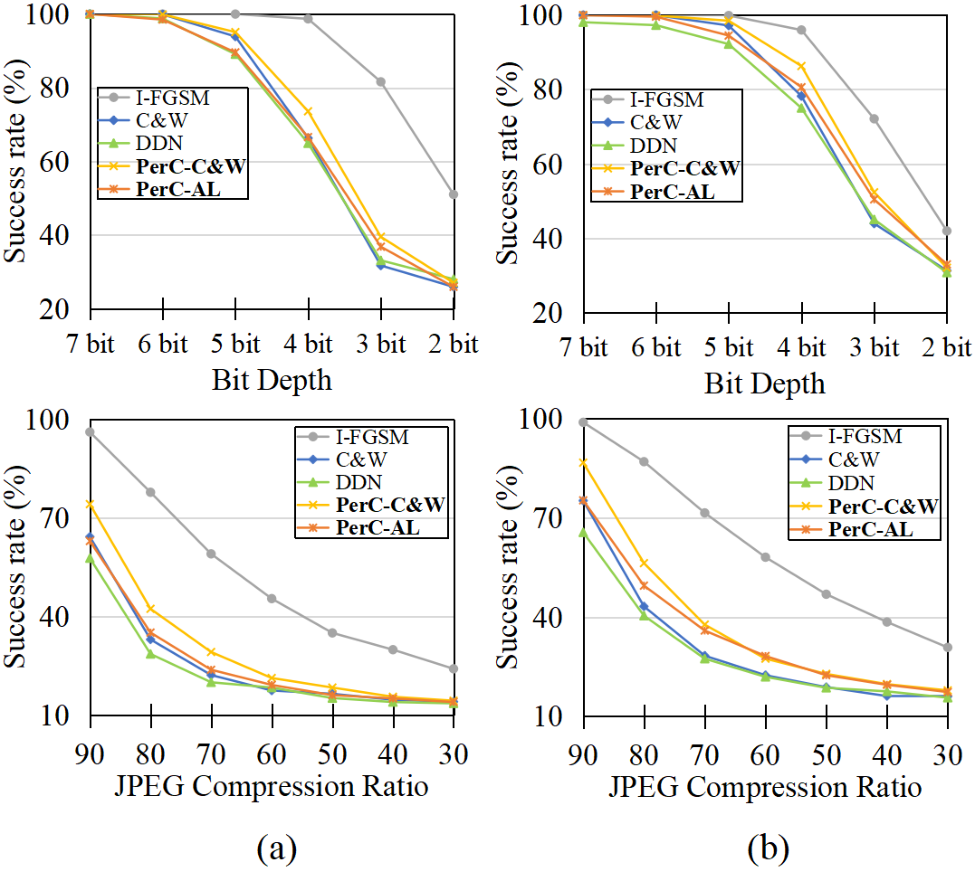 Success rate (%)
100
80
60
40
20
I-FGSM
C&W
DDN
PerC-C&W
PerC-AL
7 bit 6 bit 5 bit 4 bit 3 bit 2 bit
Bit Depth
Success rate (%)
100
80
60
40
20
I-FGSM
C&W
DDN
PerC-C&W
PerC-AL
7 bit 6 bit 5 bit 4 bit 3 bit 2 bit
Bit Depth
Success rate (%)
100
70
40
10
I-FGSM
C&W
DDN
PerC-C&W
PerC-AL
90 80 70 60 50 40 30
JPEG Compression Ratio
Success rate (%)
100
70
40
10
I-FGSM
C&W
DDN
PerC-C&W
PerC-AL
90 80 70 60 50 40 30
JPEG Compression Ratio
(a)
(b)